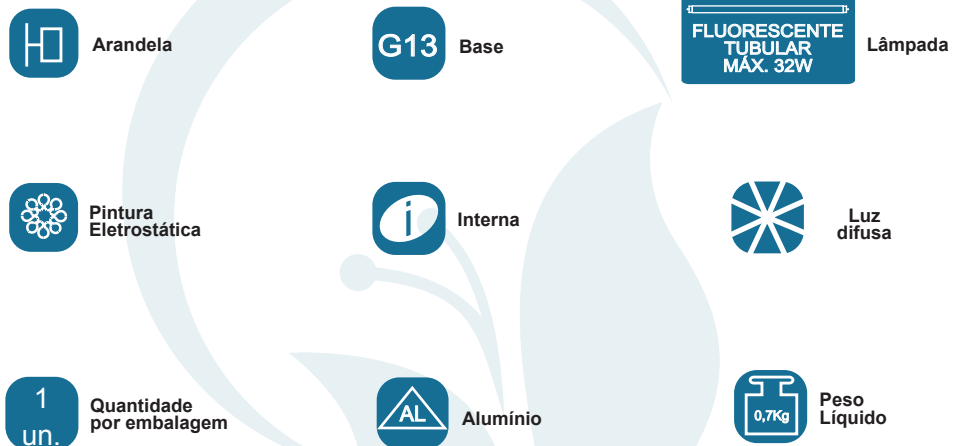 Arandela
G13
Base
FLUORESCENTE
TUBULAR
MÁX. 32W
Lâmpada
Pintura
Eletrostática
i
Interna
Luz
difusa
1
un.
Quantidade
por embalagem
AL
Alumínio
0,7Kg
Peso
Líquido